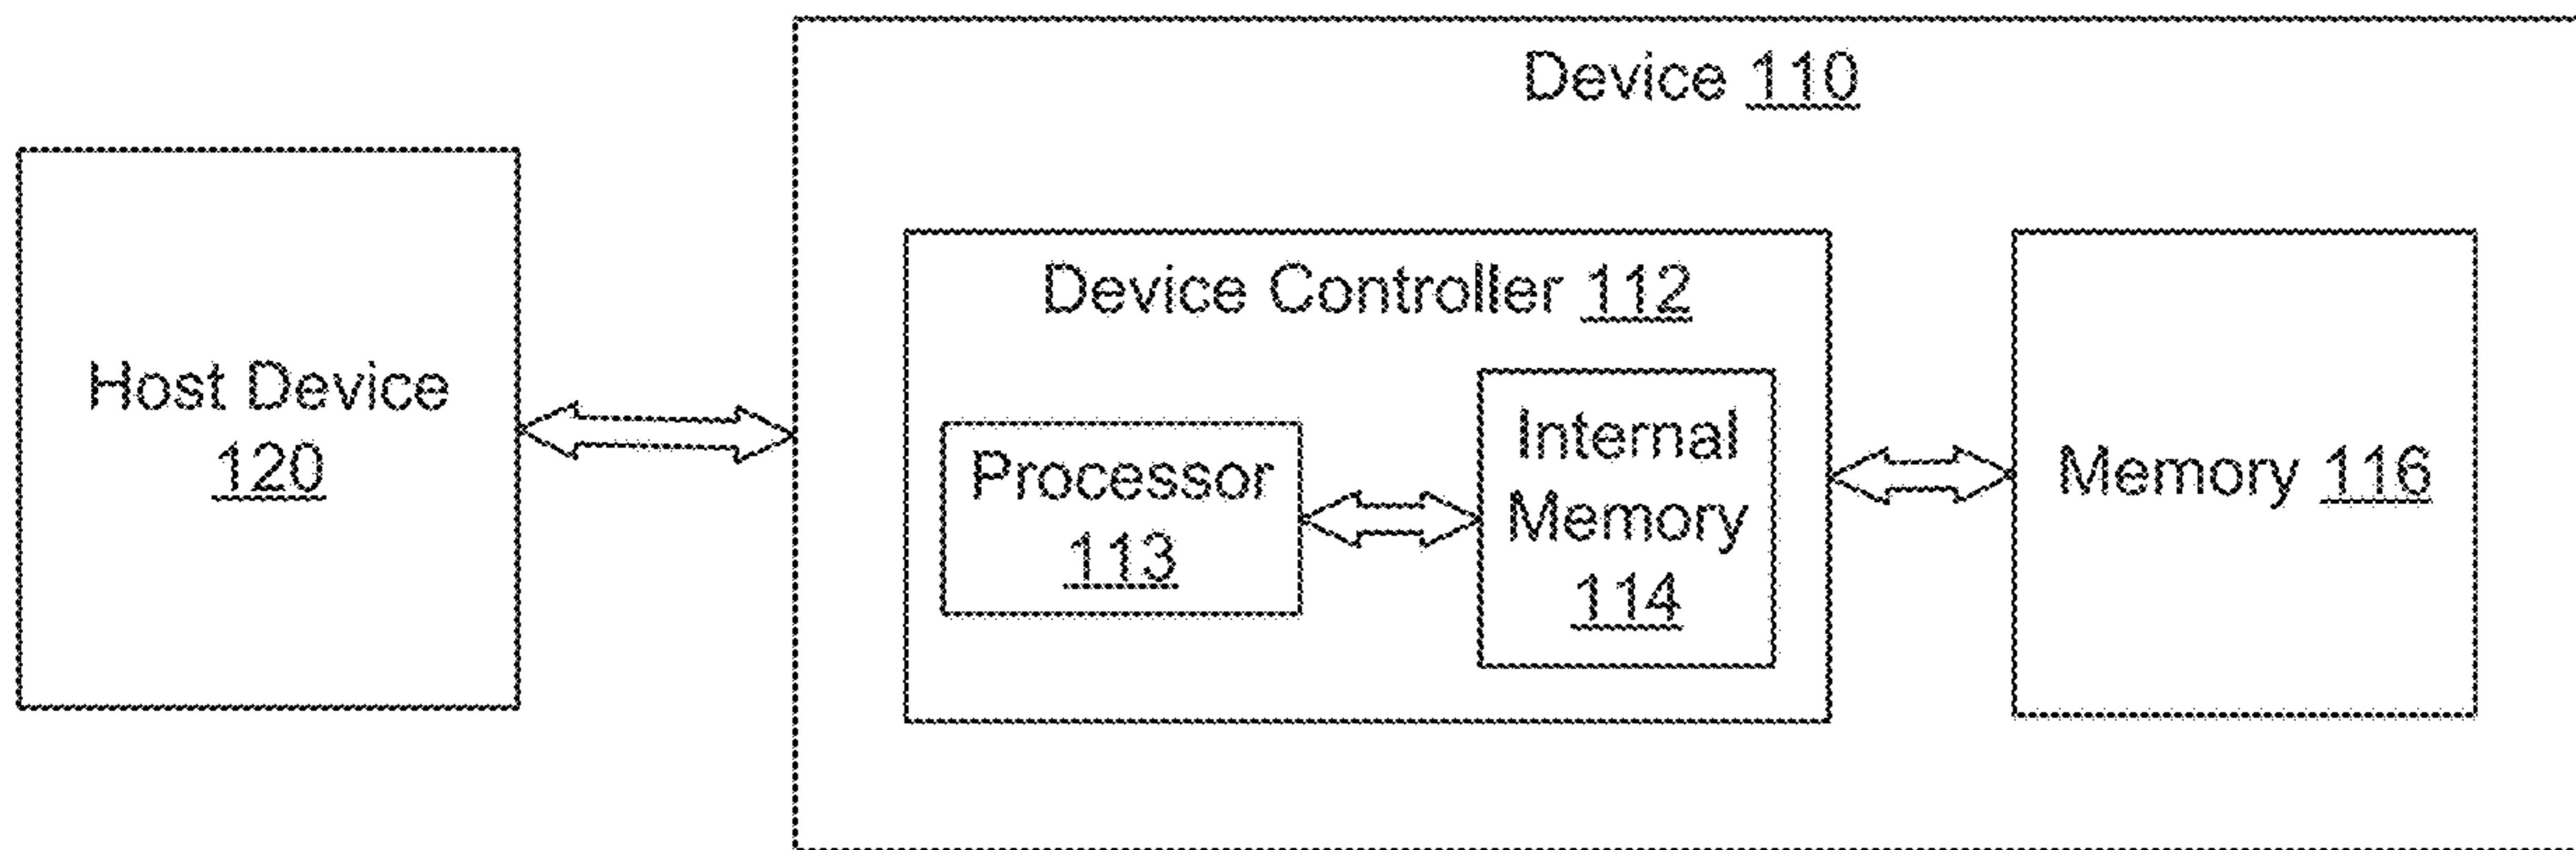 Device 110
Host Device
120
Device Controller 112
Processor
113
Internal
Memory
114
Memory 116